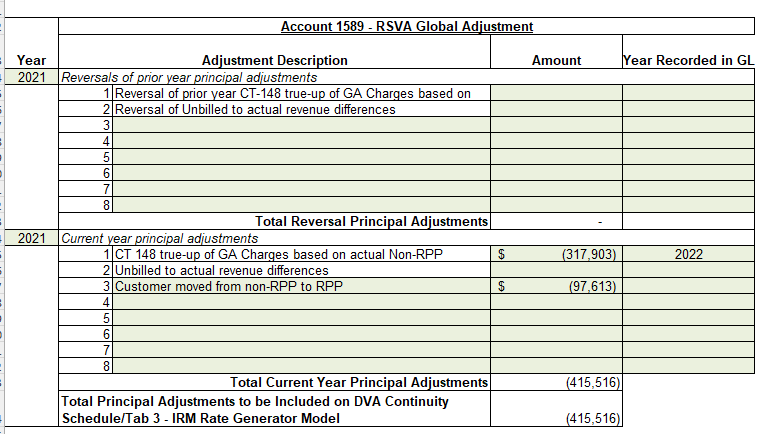 Account 1589 - RSVA Global Adjustment
Year Adjustment Description Amount Year Recorded in GL
2021 Reversals of prior year principal adjustments
1 Reversal of prior year CT-148 true-up of GA Charges based on
2 Reversal of Unbilled to actual revenue differences
3
4
5
6
7
8
Total Reversal Principal Adjustments -
2021 Current year principal adjustments
1 CT 148 true-up of GA Charges based on actual Non-RPP $ (317,903) 2022
2 Unbilled to actual revenue differences
3 Customer moved from non-RPP to RPP $ (97,613)
4
5
6
7
8
Total Current Year Principal Adjustments (415,516)
Total Principal Adjustments to be Included on DVA Continuity
Schedule/Tab 3 - IRM Rate Generator Model (415,516)